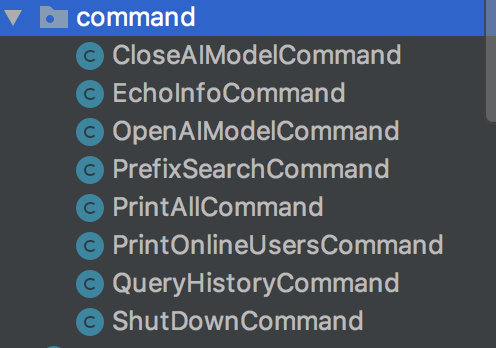 command
CloseAIModelCommand
EchoInfoCommand
OpenAIModelCommand
PrefixSearchCommand
PrintAllCommand
PrintOnlineUsersCommand
QueryHistoryCommand
ShutDownCommand